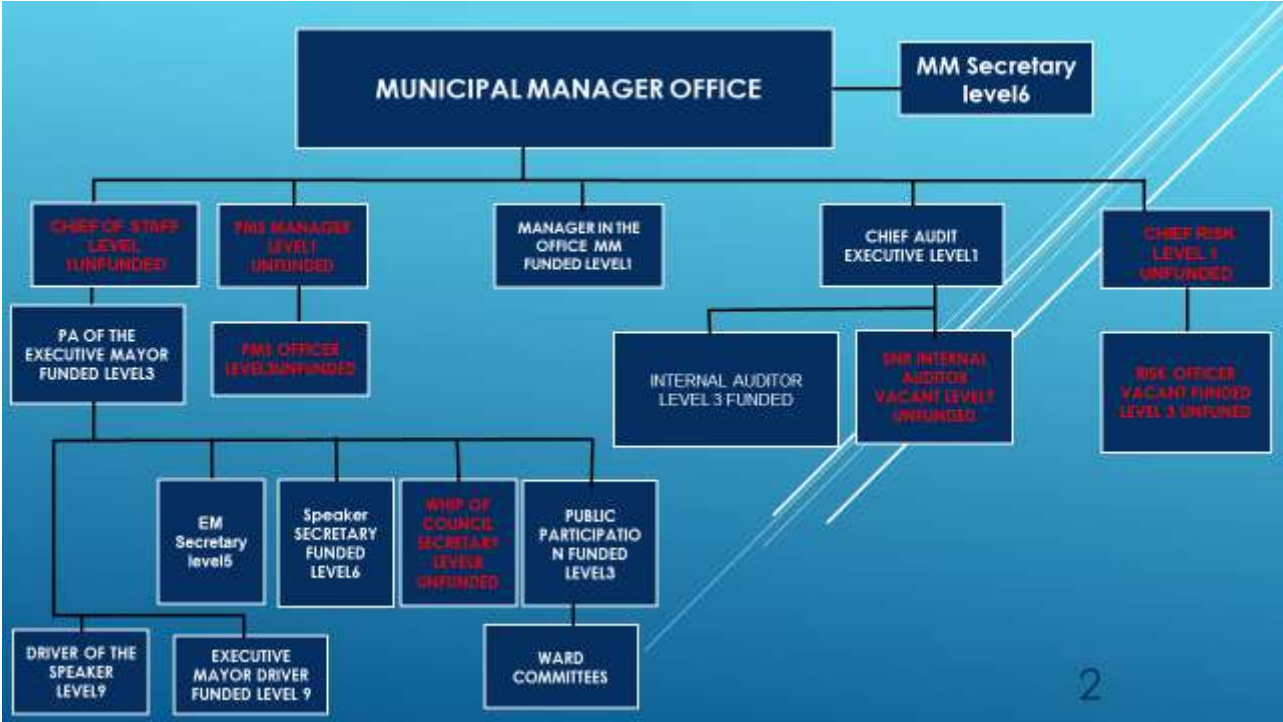 MUNICIPAL MANAGER OFFICE
MM Secretary
level6
CHIEF OF STAFF
LEVEL
1UNFUNDED
PMS MANAGER
LEVEL1
UNFUNDED
MANAGER IN THE
OFFICE MM
FUNDED LEVEL1
CHIEF AUDIT
EXECUTIVE LEVEL1
CHIEF RISK
LEVEL 1
UNFUNDED
PA OF THE
EXECUTIVE MAYOR
FUNDED LEVEL3
PMS OFFICER
LEVEL3UNFUNDED
INTERNAL AUDITOR
LEVEL 3 FUNDED
SNR INTERNAL
AUDITOR
VACANT
UNFUNDED
RISK OFFICER
VACANT FUNDED
LEVEL 3 UNFUNED
EM
Secretary
level5
Speaker
SECRETARY
FUNDED
LEVEL6
WHIP OF
COUNCIL
SECRETARY
UNFUNDED
PUBLIC
PARTICIPATIO
N FUNDED
LEVEL3
DRIVER OF THE
SPEAKER
LEVEL9
EXECUTIVE
MAYOR DRIVER
FUNDED LEVEL 9
WARD
COMMITTEES
2